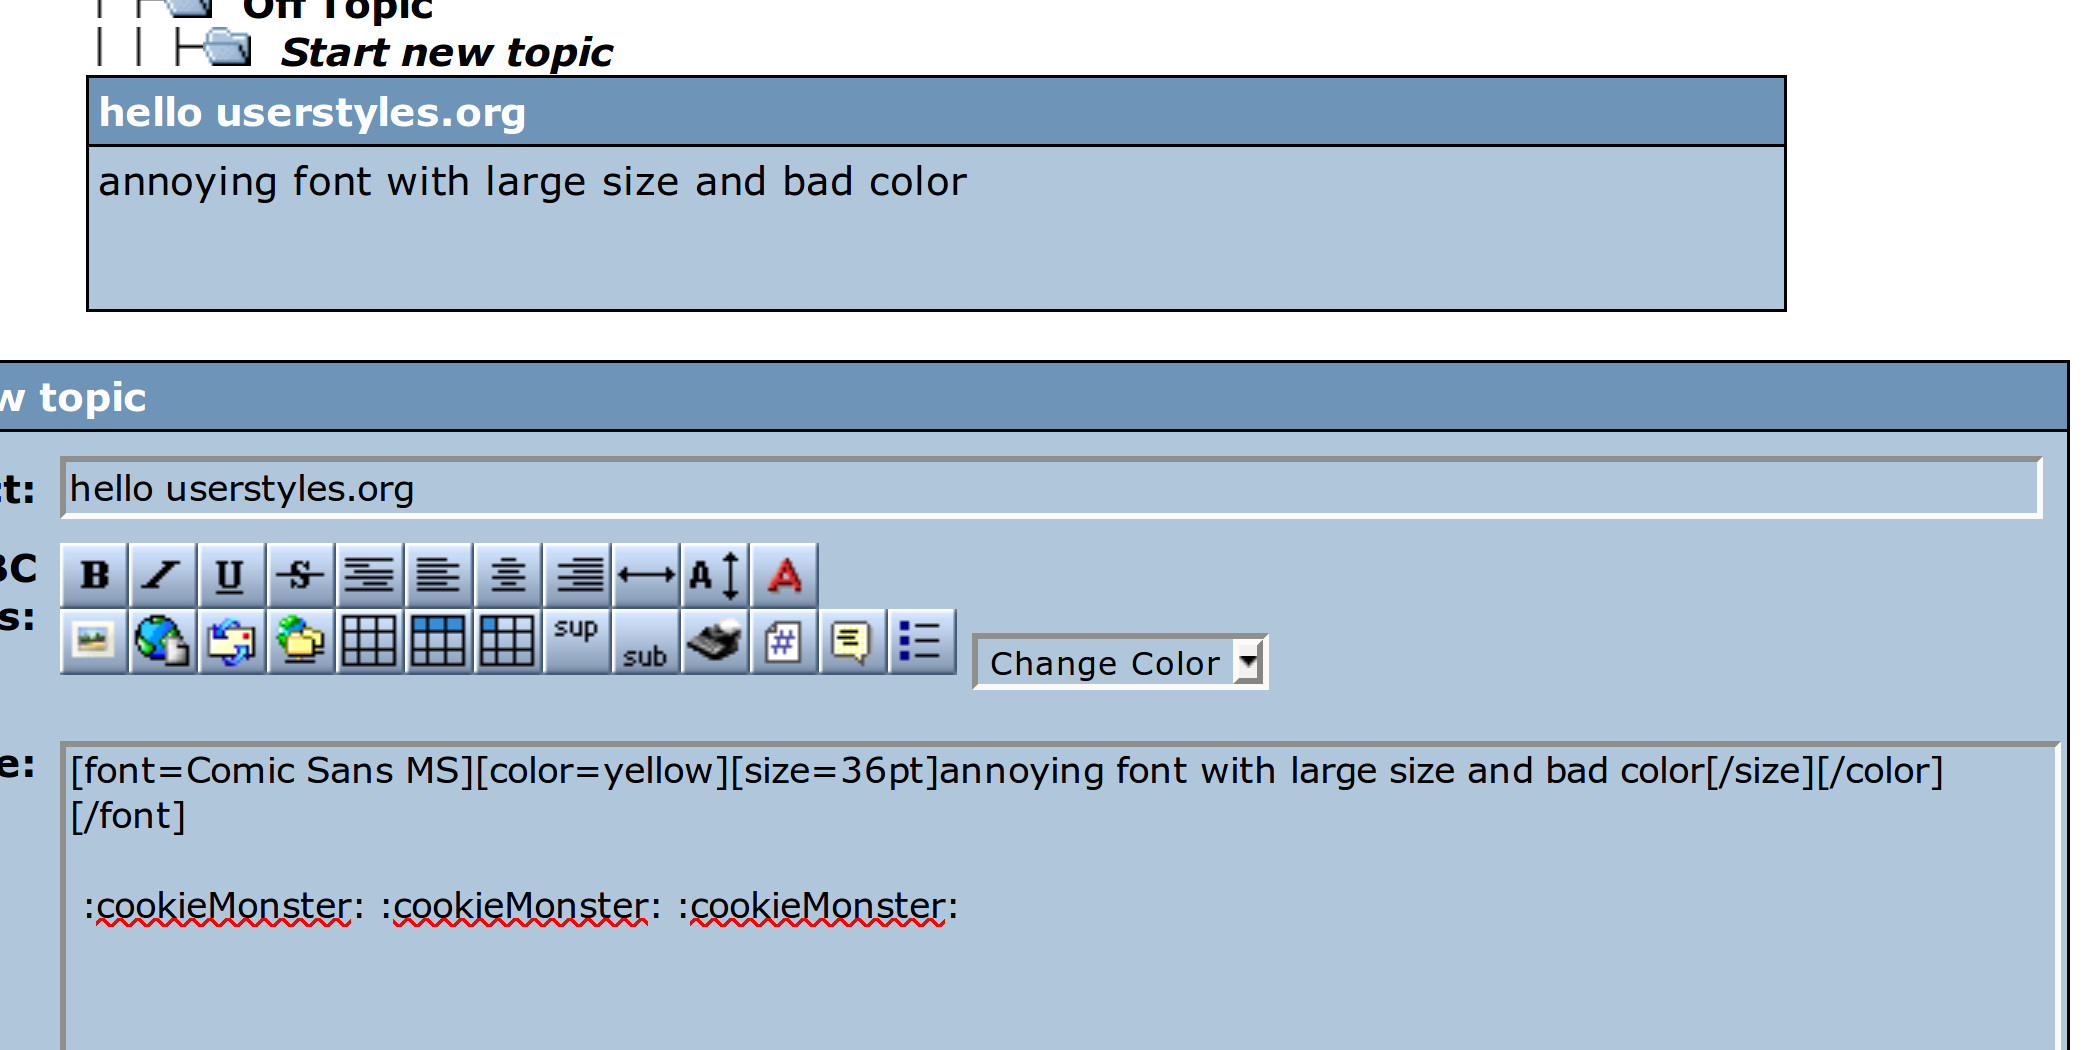 Off Topic
Start new topic
hello userstyles.org
annoying font with large size and bad color
w topic
t:
hello userstyles.org
BC
s:
B I U S A A
sup sub #
Change Color
e:
[font=Comic Sans MS][color=yellow][size=36pt]annoying font with large size and bad color[/size][/color]
[/font]
:cookieMonster: :cookieMonster: :cookieMonster: